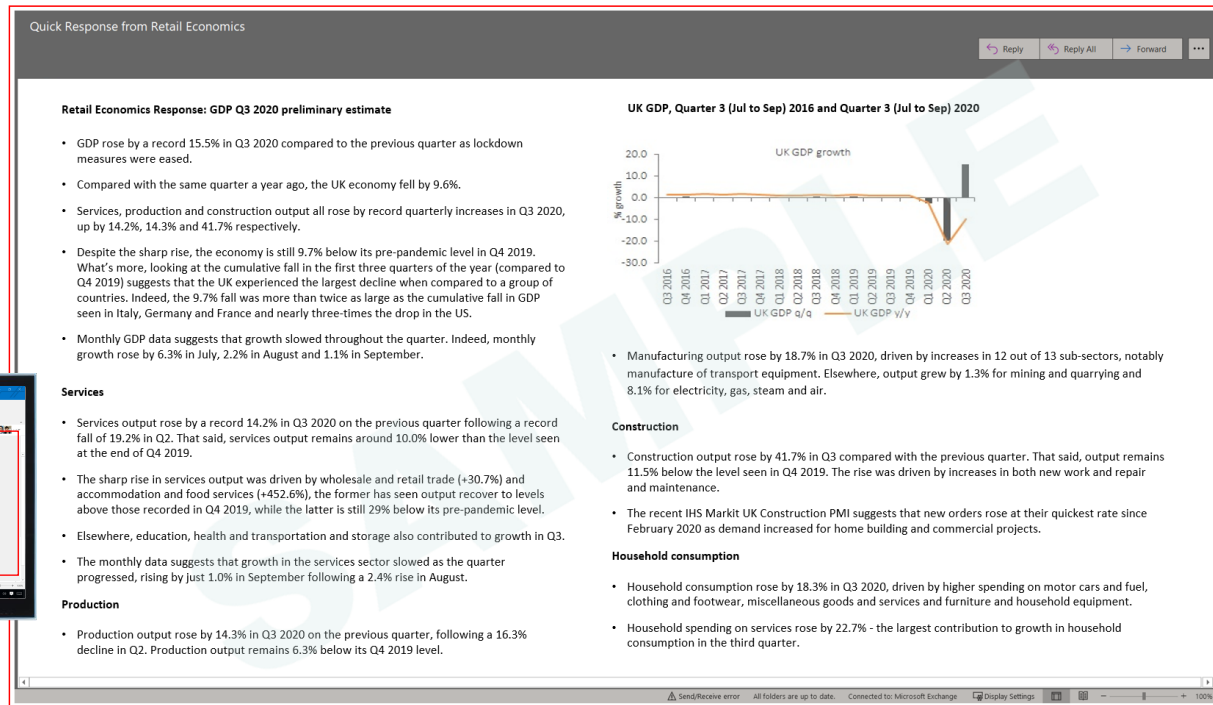 Quick Response from Retail Economics
Reply
Reply All
Forward
Retail Economics Response: GDP Q3 2020 preliminary estimate
• GDP rose by a record 15.5% in Q3 2020 compared to the previous quarter as lockdown
measures were eased.
• Compared with the same quarter a year ago, the UK economy fell by 9.6%.
• Services, production and construction output all rose by record quarterly increases in Q3 2020,
up by 14.2%, 14.3% and 41.7% respectively.
• Despite the sharp rise, the economy is still 9.7% below its pre-pandemic level in Q4 2019.
What's more, looking at the cumulative fall in the first three quarters of the year (compared to
Q4 2019) suggests that the UK experienced the largest decline when compared to a group of
countries. Indeed, the 9.7% fall was more than twice as large as the cumulative fall in GDP
seen in Italy, Germany and France and nearly three-times the drop in the US.
• Monthly GDP data suggests that growth slowed throughout the quarter. Indeed, monthly
growth rose by 6.3% in July, 2.2% in August and 1.1% in September.
Services
• Services output rose by a record 14.2% in Q3 2020 on the previous quarter following a record
fall of 19.2% in Q2. That said, services output remains around 10.0% lower than the level seen
at the end of Q4 2019.
• The sharp rise in services output was driven by wholesale and retail trade (+30.7%) and
accommodation and food services (+452.6%), the former has seen output recover to levels
above those recorded in Q4 2019, while the latter is still 29% below its pre-pandemic level.
• Elsewhere, education, health and transportation and storage also contributed to growth in Q3.
• The monthly data suggests that growth in the services sector slowed as the quarter
progressed, rising by just 1.0% in September following a 2.4% rise in August.
Production
• Production output rose by 14.3% in Q3 2020 on the previous quarter, following a 16.3%
decline in Q2. Production output remains 6.3% below its Q4 2019 level.
UK GDP, Quarter 3 (Jul to Sep) 2016 and Quarter 3 (Jul to Sep) 2020
UK GDP growth
% growth
20.0
10.0
0.0
-10.0
-20.0
-30.0
Q3 2016
Q4 2016
Q1 2017
Q2 2017
Q3 2017
Q4 2017
Q1 2018
Q2 2018
Q3 2018
Q4 2018
Q1 2019
Q2 2019
Q3 2019
Q4 2019
Q1 2020
Q2 2020
Q3 2020
UK GDP q/q
UK GDP y/y
• Manufacturing output rose by 18.7% in Q3 2020, driven by increases in 12 out of 13 sub-sectors, notably
manufacture of transport equipment. Elsewhere, output grew by 1.3% for mining and quarrying and
8.1% for electricity, gas, steam and air.
Construction
• Construction output rose by 41.7% in Q3 compared with the previous quarter. That said, output remains
11.5% below the level seen in Q4 2019. The rise was driven by increases in both new work and repair
and maintenance.
• The recent IHS Markit UK Construction PMI suggests that new orders rose at their quickest rate since
February 2020 as demand increased for home building and commercial projects.
Household consumption
• Household consumption rose by 18.3% in Q3 2020, driven by higher spending on motor cars and fuel,
clothing and footwear, miscellaneous goods and services and furniture and household equipment.
• Household spending on services rose by 22.7% - the largest contribution to growth in household
consumption in the third quarter.
SAMPLE
Send/Receive error
All folders are up to date.
Connected to: Microsoft Exchange
Display Settings
100%